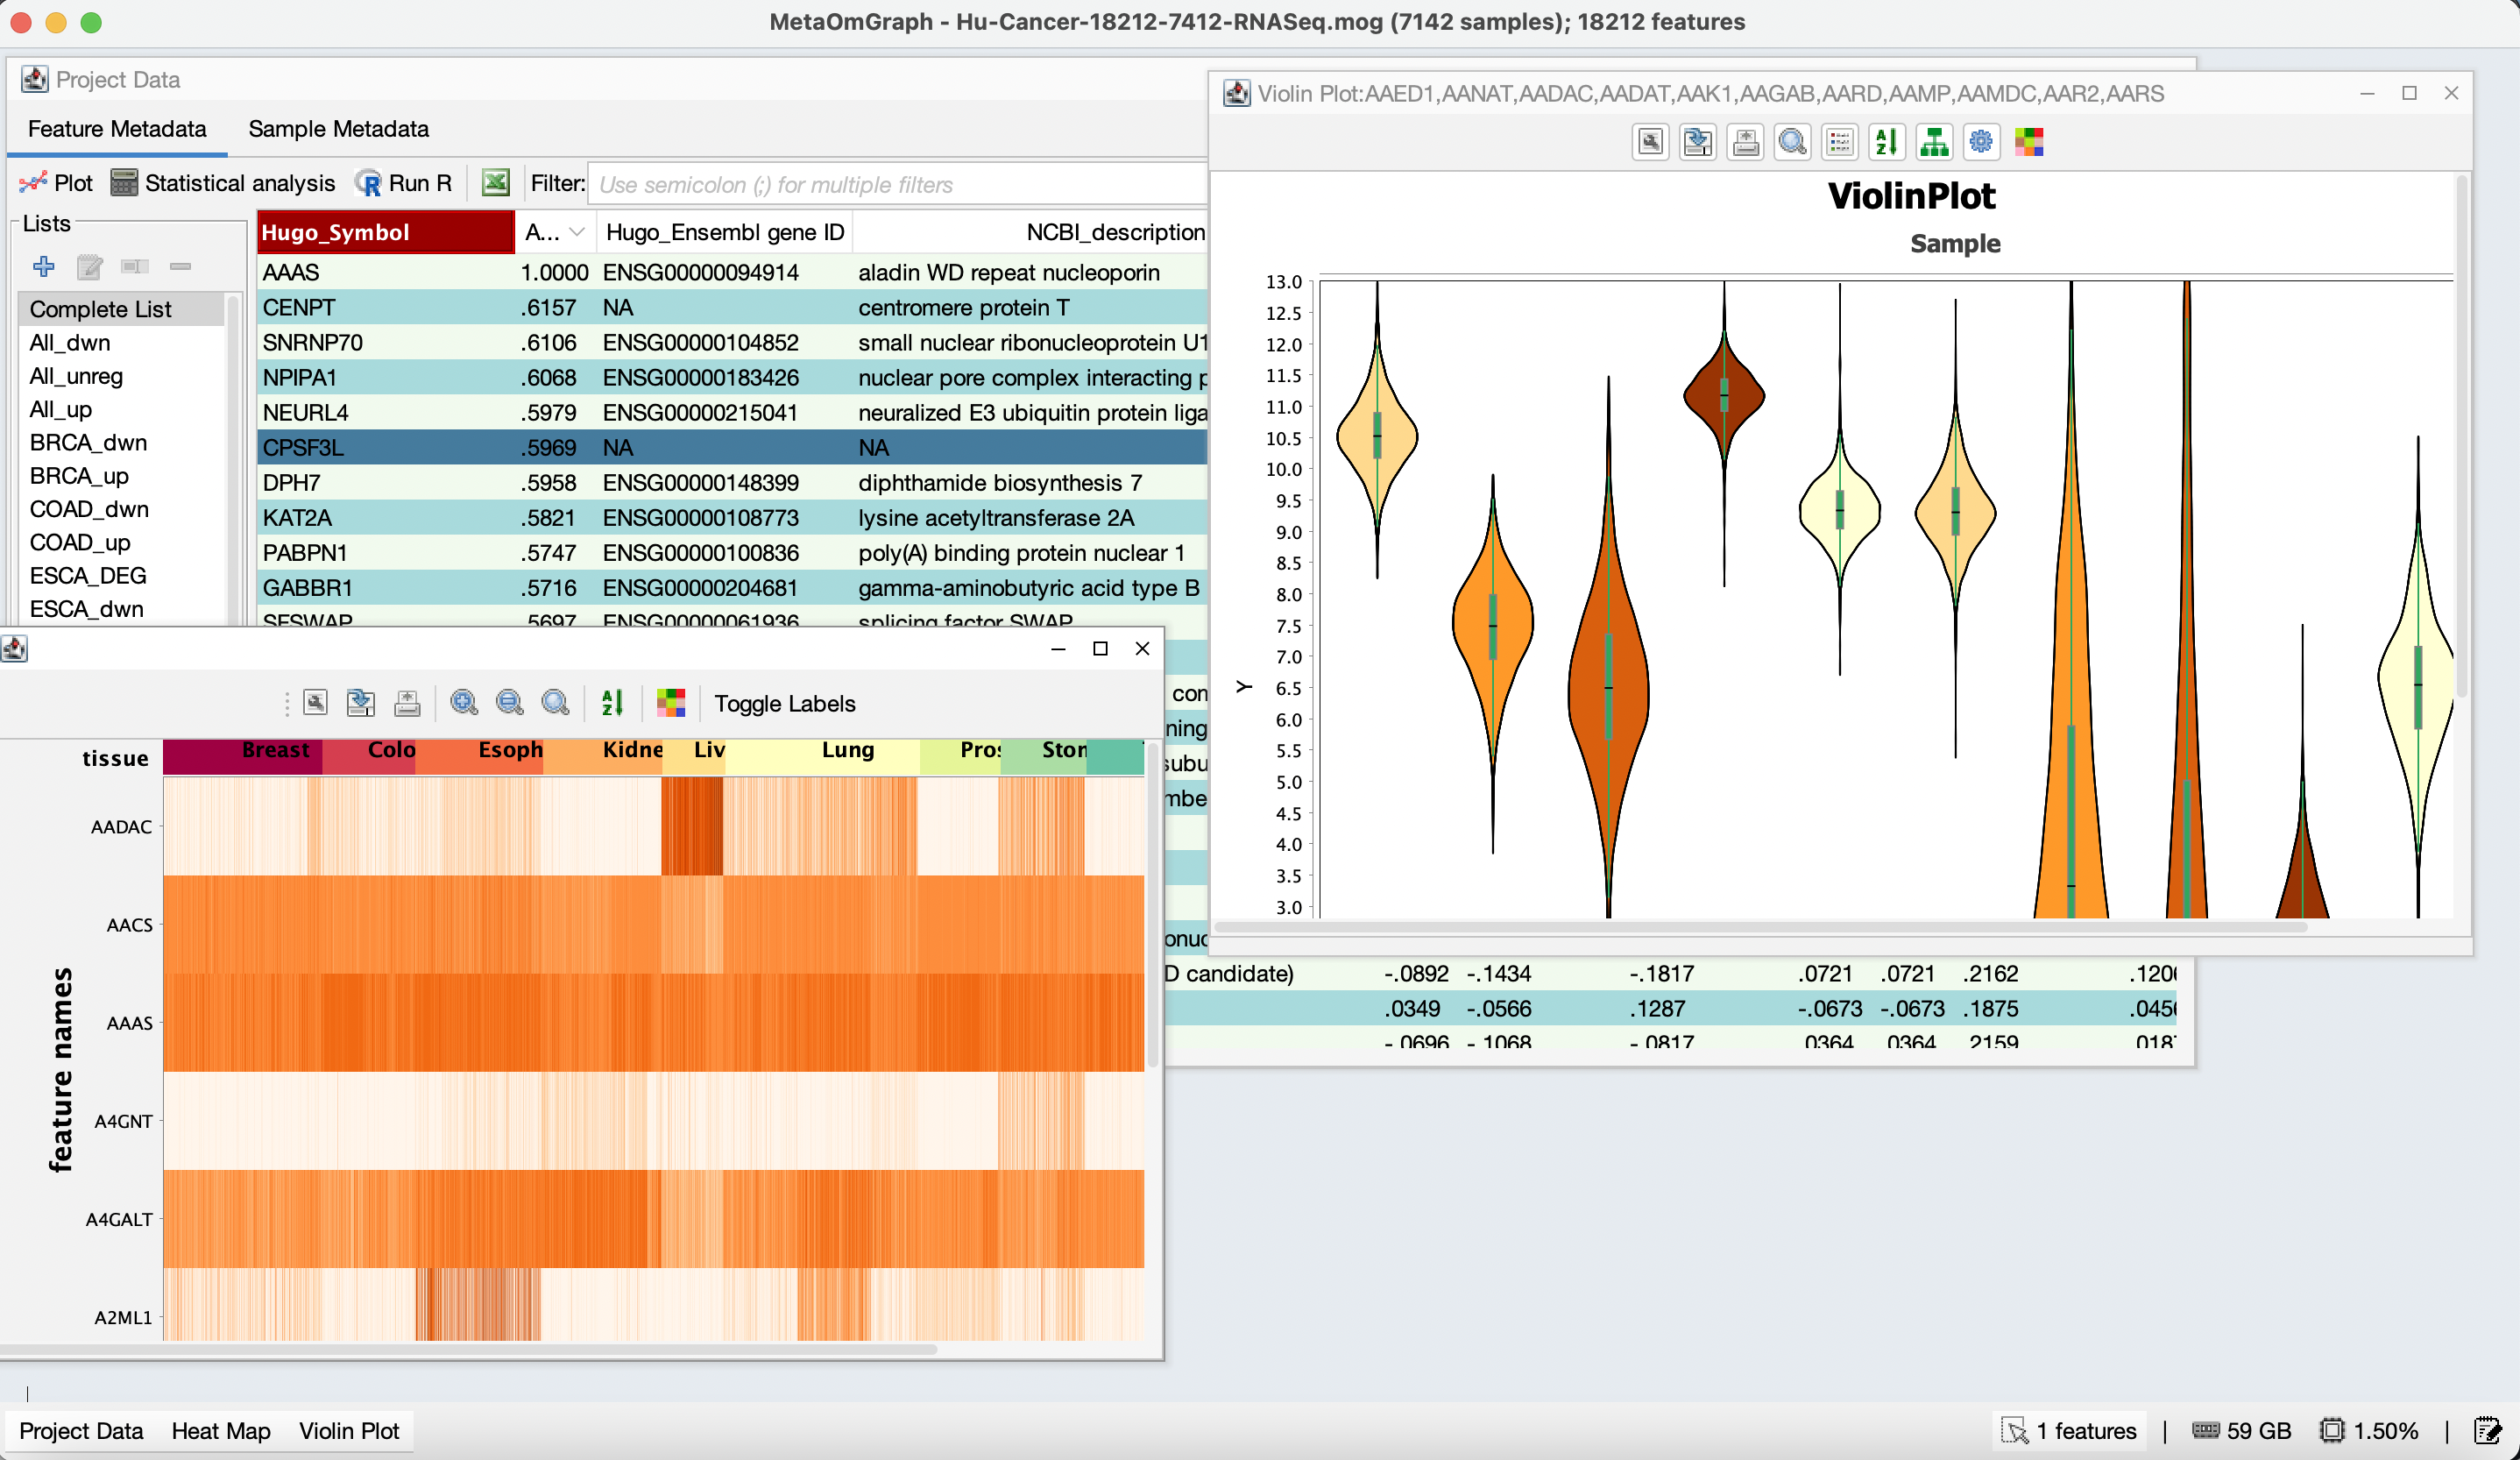 MetaOmGraph - Hu-Cancer-18212-7412-RNASeq.mog (7142 samples); 18212 features
Project Data
Feature Metadata Sample Metadata
Plot Statistical analysis Run R Filter: Use semicolon (;) for multiple filters
Lists
Complete List
All_dwn
All_unreg
All_up
BRCA_dwn
BRCA_up
COAD_dwn
COAD_up
ESCA_DEG
ESCA_dwn
Hugo_Symbol A... Hugo_Ensembl gene ID NCBI_description
AAAS 1.0000 ENSG00000094914 aladin WD repeat nucleoporin
CENPT .6157 NA centromere protein T
SNRNP70 .6106 ENSG00000104852 small nuclear ribonucleoprotein U1
NPIPA1 .6068 ENSG00000183426 nuclear pore complex interacting p
NEURL4 .5979 ENSG00000215041 neuralized E3 ubiquitin protein liga
CPSF3L .5969 NA NA
DPH7 .5958 ENSG00000148399 diphthamide biosynthesis 7
KAT2A .5821 ENSG00000108773 lysine acetyltransferase 2A
PABPN1 .5747 ENSG00000100836 poly(A) binding protein nuclear 1
GABBR1 .5716 ENSG00000204681 gamma-aminobutyric acid type B
SFSWAP .5697 ENSG00000061936 splicing factor SWAP
con
ning
subu
mbe
onuc
D candidate) -.0892 -.1434 -.1817 .0721 .0721 .2162 .120
.0349 -.0566 .1287 -.0673 -.0673 .1875 .045
-.0696 -.1068 -.0817 .0364 .0364 .2159 .018
Violin Plot:AAED1,AANAT,AADAC,AADAT,AAK1,AAGAB,AARD,AAMP,AAMDC,AAR2,AARS
ViolinPlot
Sample
Y
13.0
12.5
12.0
11.5
11.0
10.5
10.0
9.5
9.0
8.5
8.0
7.5
7.0
6.5
6.0
5.5
5.0
4.5
4.0
3.5
3.0
Toggle Labels
tissue Breast Colo Esoph Kidne Liv Lung Pros Ston
feature names
AADAC
AACS
AAAS
A4GNT
A4GALT
A2ML1
Project Data Heat Map Violin Plot
1 features | 59 GB 1.50% |